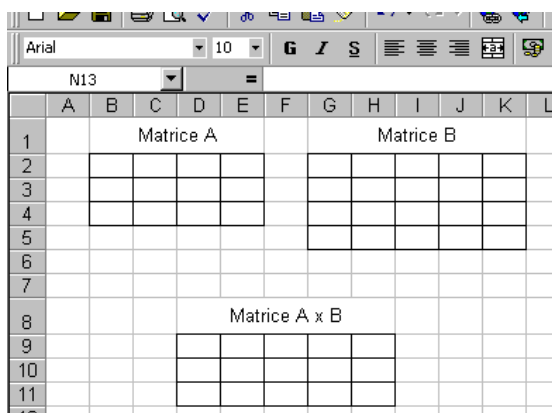 Arial 10 G I S
N13 =
A B C D E F G H I J K L
1 Matrice A Matrice B
2
3
4
5
6
7
8 Matrice A x B
9
10
11